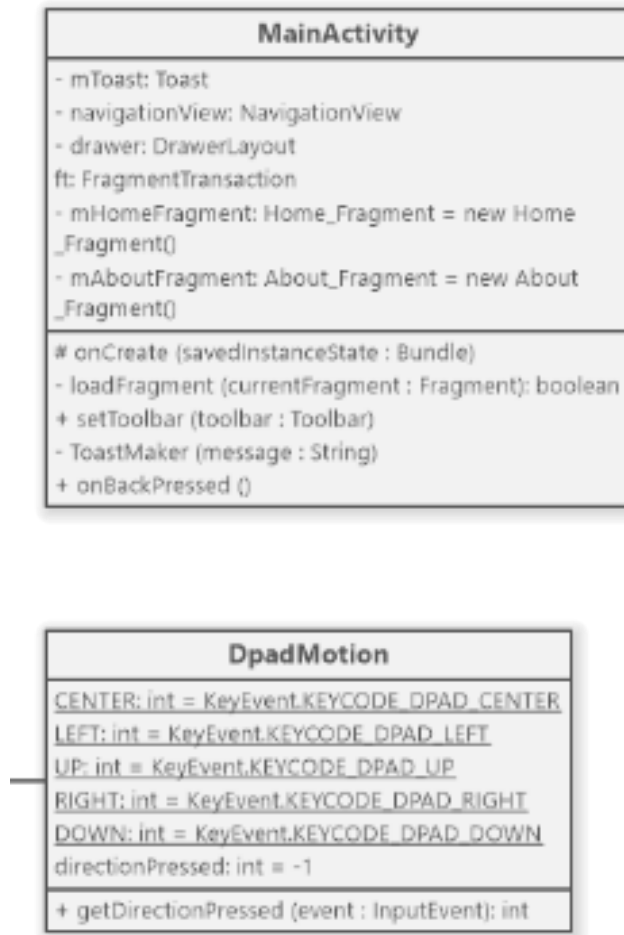 MainActivity
- mToast: Toast
- navigationView: NavigationView
- drawer: DrawerLayout
ft: FragmentTransaction
- mHomeFragment: Home_Fragment = new Home
_Fragment()
- mAboutFragment: About_Fragment = new About
_Fragment()
# onCreate (savedInstanceState : Bundle)
- loadFragment (currentFragment : Fragment): boolean
+ setToolbar (toolbar : Toolbar)
- ToastMaker (message : String)
+ onBackPressed ()
DpadMotion
CENTER: int = KeyEvent.KEYCODE_DPAD_CENTER
LEFT: int = KeyEvent.KEYCODE_DPAD_LEFT
UP: int = KeyEvent.KEYCODE_DPAD_UP
RIGHT: int = KeyEvent.KEYCODE_DPAD_RIGHT
DOWN: int = KeyEvent.KEYCODE_DPAD_DOWN
directionPressed: int = -1
+ getDirectionPressed (event : InputEvent): int